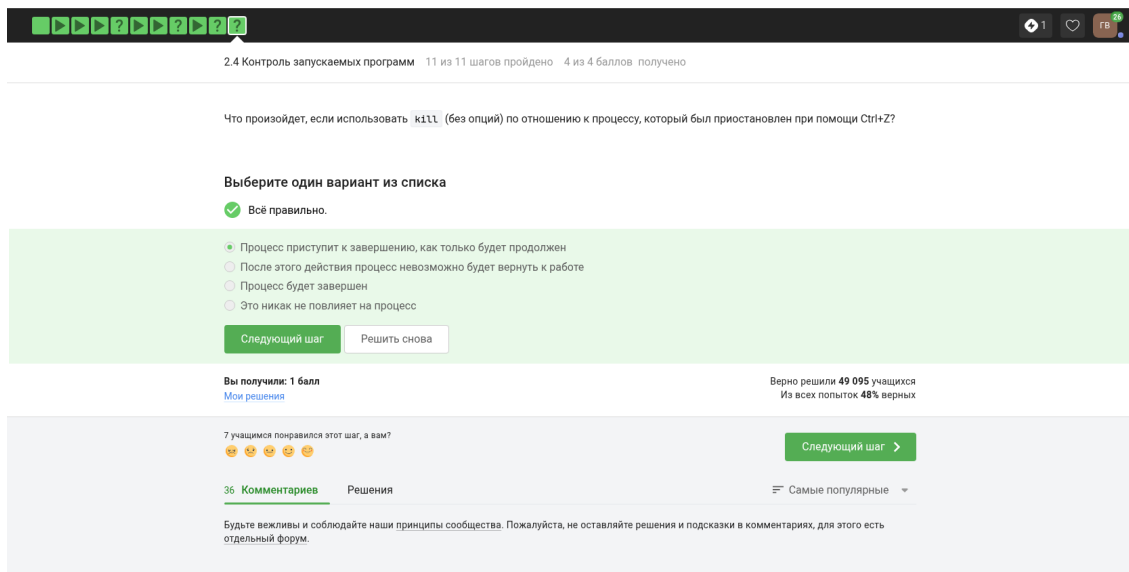 ? ? ?
1
ГВ
26
2.4 Контроль запускаемых программ 11 из 11 шагов пройдено 4 из 4 баллов получено
Что произойдет, если использовать kill (без опций) по отношению к процессу, который был приостановлен при помощи Ctrl+Z?
Выберите один вариант из списка
Всё правильно.
Процесс приступит к завершению, как только будет продолжен
После этого действия процесс невозможно будет вернуть к работе
Процесс будет завершен
Это никак не повлияет на процесс
Следующий шаг Решить снова
Вы получили: 1 балл
Мои решения
Верно решили 49 095 учащихся
Из всех попыток 48% верных
7 учащимся понравился этот шаг, а вам?
Следующий шаг
36 Комментариев Решения Самые популярные
Будьте вежливы и соблюдайте наши принципы сообщества. Пожалуйста, не оставляйте решения и подсказки в комментариях, для этого есть
отдельный форум.